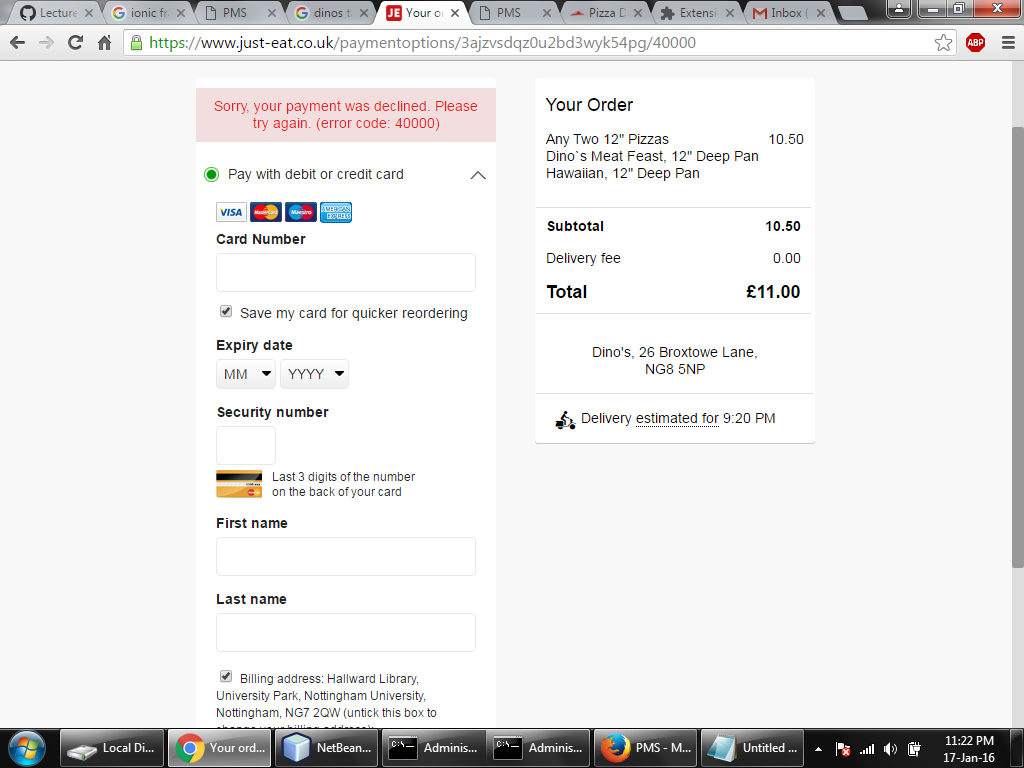 Lecture
ionic fr
PMS
dinos t
JE Your o
PMS
Pizza D
Extensi
Inbox (
https://www.just-eat.co.uk/paymentoptions/3ajzvsdqz0u2bd3wyk54pg/40000
ABP
Sorry, your payment was declined. Please
try again. (error code: 40000)
Pay with debit or credit card
VISA MasterCard Maestro AMERICAN EXPRESS
Card Number
Save my card for quicker reordering
Expiry date
MM YYYY
Security number
Last 3 digits of the number
on the back of your card
First name
Last name
Billing address: Hallward Library,
University Park, Nottingham University,
Nottingham, NG7 2QW (untick this box to
Your Order
Any Two 12" Pizzas 10.50
Dino`s Meat Feast, 12" Deep Pan
Hawaiian, 12" Deep Pan
Subtotal 10.50
Delivery fee 0.00
Total £11.00
Dino's, 26 Broxtowe Lane,
NG8 5NP
Delivery estimated for 9:20 PM
Local Di...
Your ord...
NetBean...
C:\ Adminis...
C:\ Adminis...
PMS - M...
Untitled ...
11:22 PM
17-Jan-16